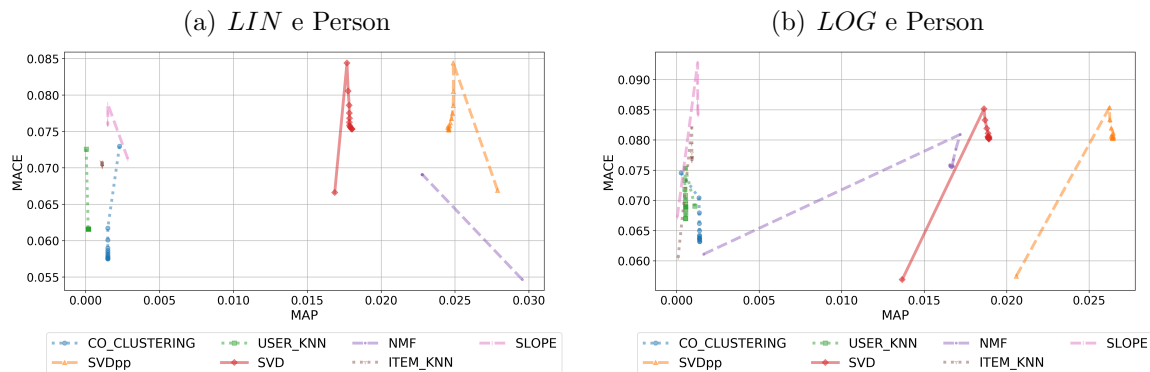 (a) LIN e Person
0.085
0.080
0.075
0.070
0.065
0.060
0.055
MACE
0.000 0.005 0.010 0.015 0.020 0.025 0.030
MAP
CO_CLUSTERING USER_KNN NMF SLOPE
SVDpp SVD ITEM_KNN
(b) LOG e Person
0.090
0.085
0.080
0.075
0.070
0.065
0.060
MACE
0.000 0.005 0.010 0.015 0.020 0.025
MAP
CO_CLUSTERING USER_KNN NMF SLOPE
SVDpp SVD ITEM_KNN